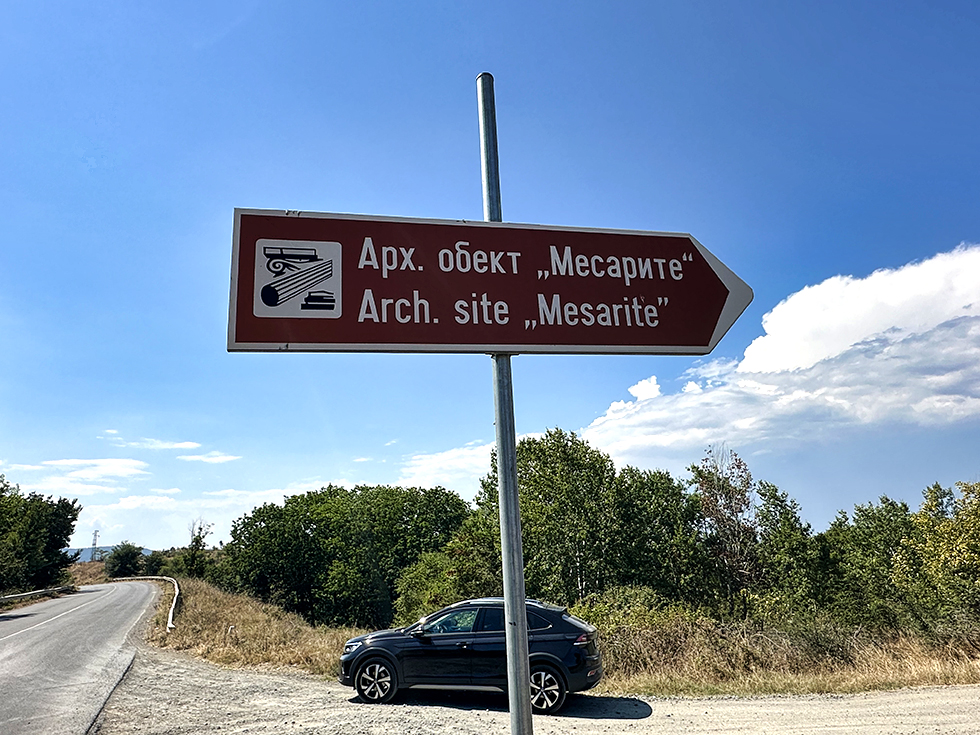 Арх. обект „Месарите“
Arch. site „Mesarite”